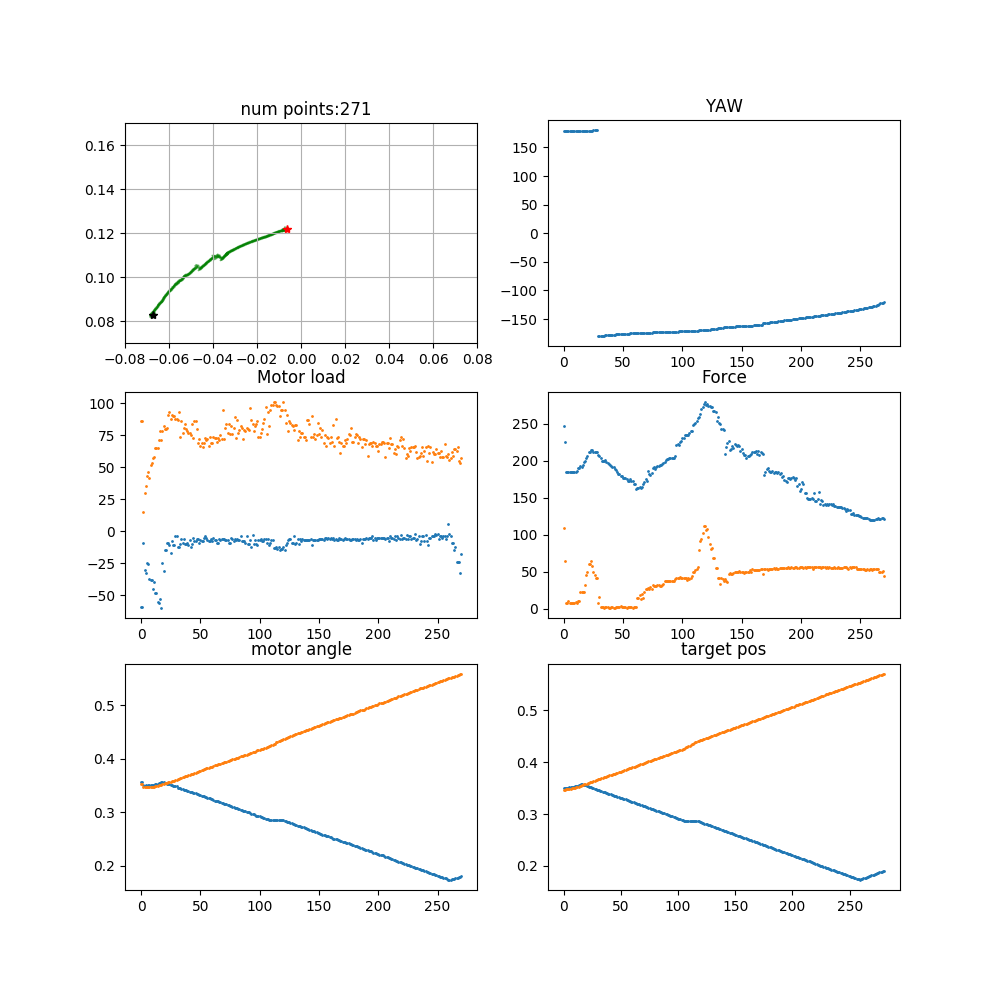 num points:271
0.16
0.14
0.12
0.10
0.08
−0.08 −0.06 −0.04 −0.02 0.00 0.02 0.04 0.06 0.08
YAW
150
100
50
0
−50
−100
−150
0 50 100 150 200 250
Motor load
100
75
50
25
0
−25
−50
0 50 100 150 200 250
Force
250
200
150
100
50
0
0 50 100 150 200 250
motor angle
0.5
0.4
0.3
0.2
0 50 100 150 200 250
target pos
0.5
0.4
0.3
0.2
0 50 100 150 200 250